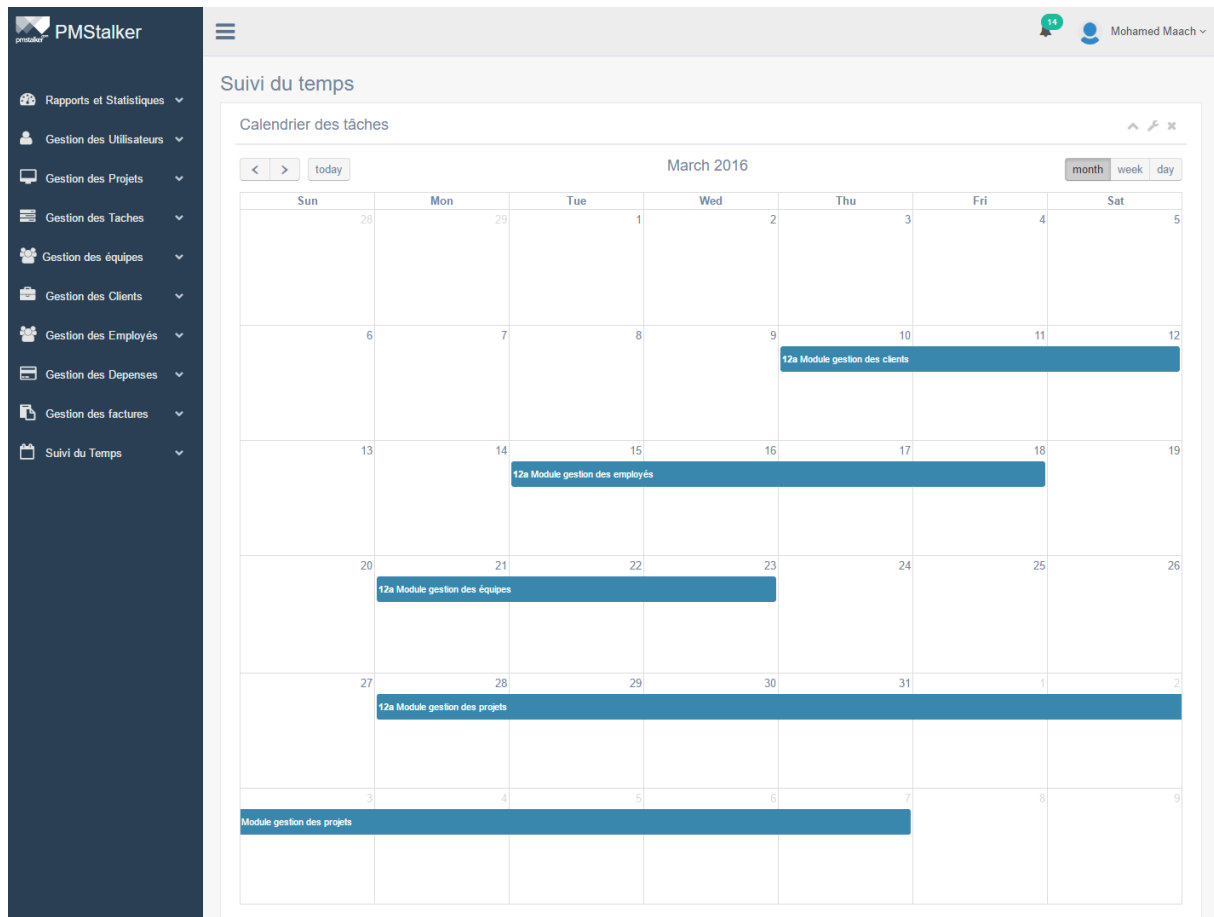 pmstalker
PMStalker
14
Mohamed Maach
Rapports et Statistiques
Gestion des Utilisateurs
Gestion des Projets
Gestion des Taches
Gestion des équipes
Gestion des Clients
Gestion des Employés
Gestion des Depenses
Gestion des factures
Suivi du Temps
Suivi du temps
Calendrier des tâches
< > today
March 2016
month week day
Sun Mon Tue Wed Thu Fri Sat
28 29 1 2 3 4 5
6 7 8 9 10 11 12
12a Module gestion des clients
13 14 15 16 17 18 19
12a Module gestion des employés
20 21 22 23 24 25 26
12a Module gestion des équipes
27 28 29 30 31 1 2
12a Module gestion des projets
3 4 5 6 7 8 9
Module gestion des projets